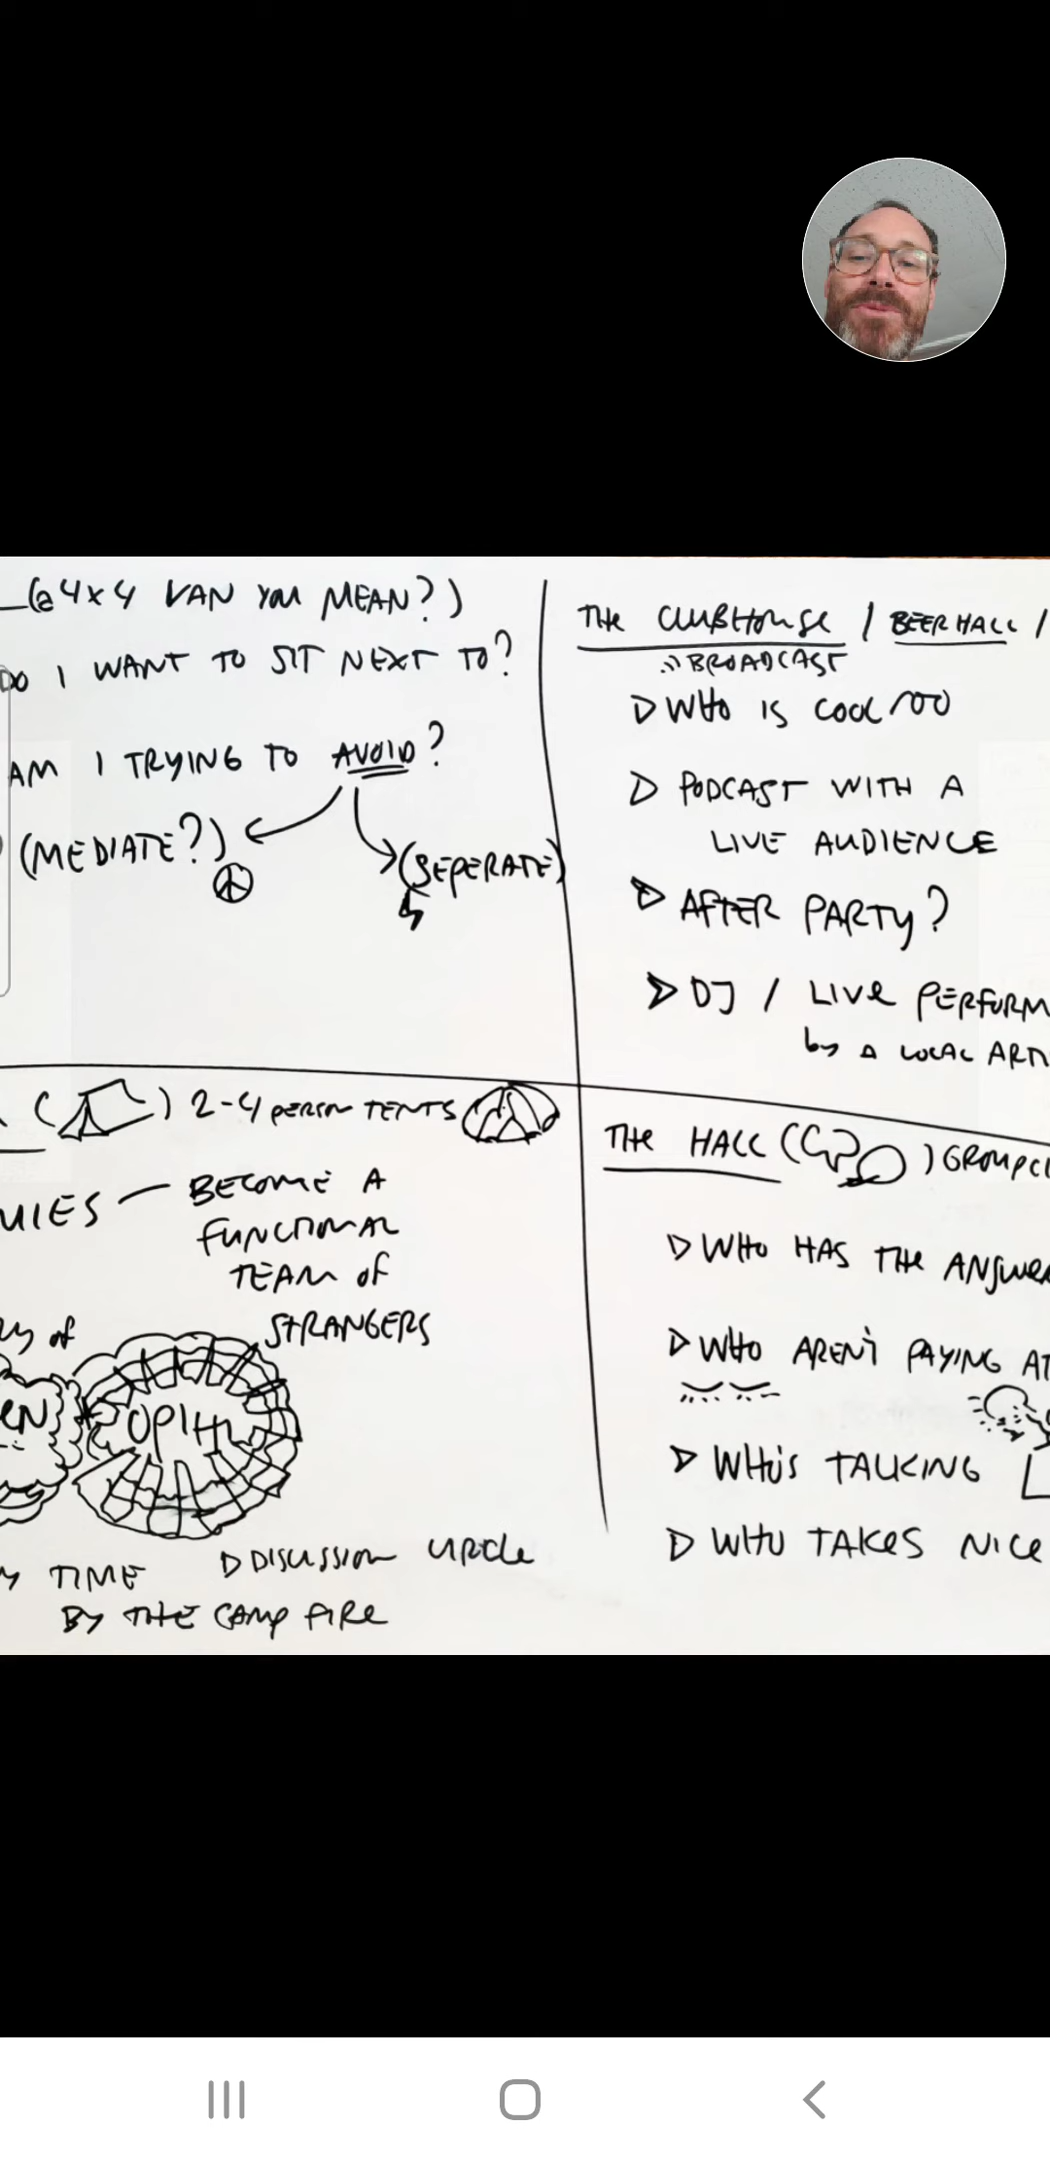 (a 4x4 VAN YOU MEAN?)
DO I WANT TO SIT NEXT TO?
AM I TRYING TO AVOID?
(MEDIATE?)
(SEPERATE)
THE CLUBHOUSE / BEER HALL /
BROADCAST
WHO IS COOL
PODCAST WITH A
LIVE AUDIENCE
AFTER PARTY?
DJ / LIVE PERFORM
by A LOCAL ARTI
( ) 2-4 PERSON TENTS
BECOME A
FUNCTIONAL
TEAM OF
STRANGERS
OPIUM
TIME
BY THE CAMP FIRE
DISCUSSION CIRCLE
THE HALL ( ) GROUP
WHO HAS THE ANSWER
WHO AREN'T PAYING AT
WHO'S TALKING
WHO TAKES NICE